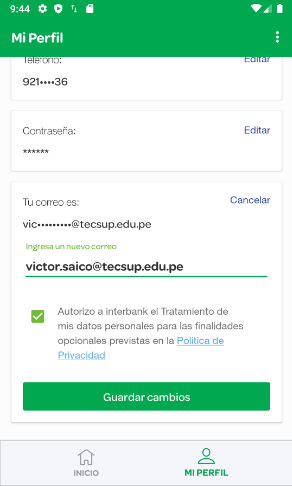 9:44
Mi Perfil
Teléfono:
Editar
921••••36
Contraseña:
Editar
******
Tu correo es:
Cancelar
vic•••••••••@tecsup.edu.pe
Ingresa un nuevo correo
victor.saico@tecsup.edu.pe
Autorizo a interbank el Tratamiento de
mis datos personales para las finalidades
opcionales previstas en la Política de
Privacidad
Guardar cambios
INICIO
MI PERFIL